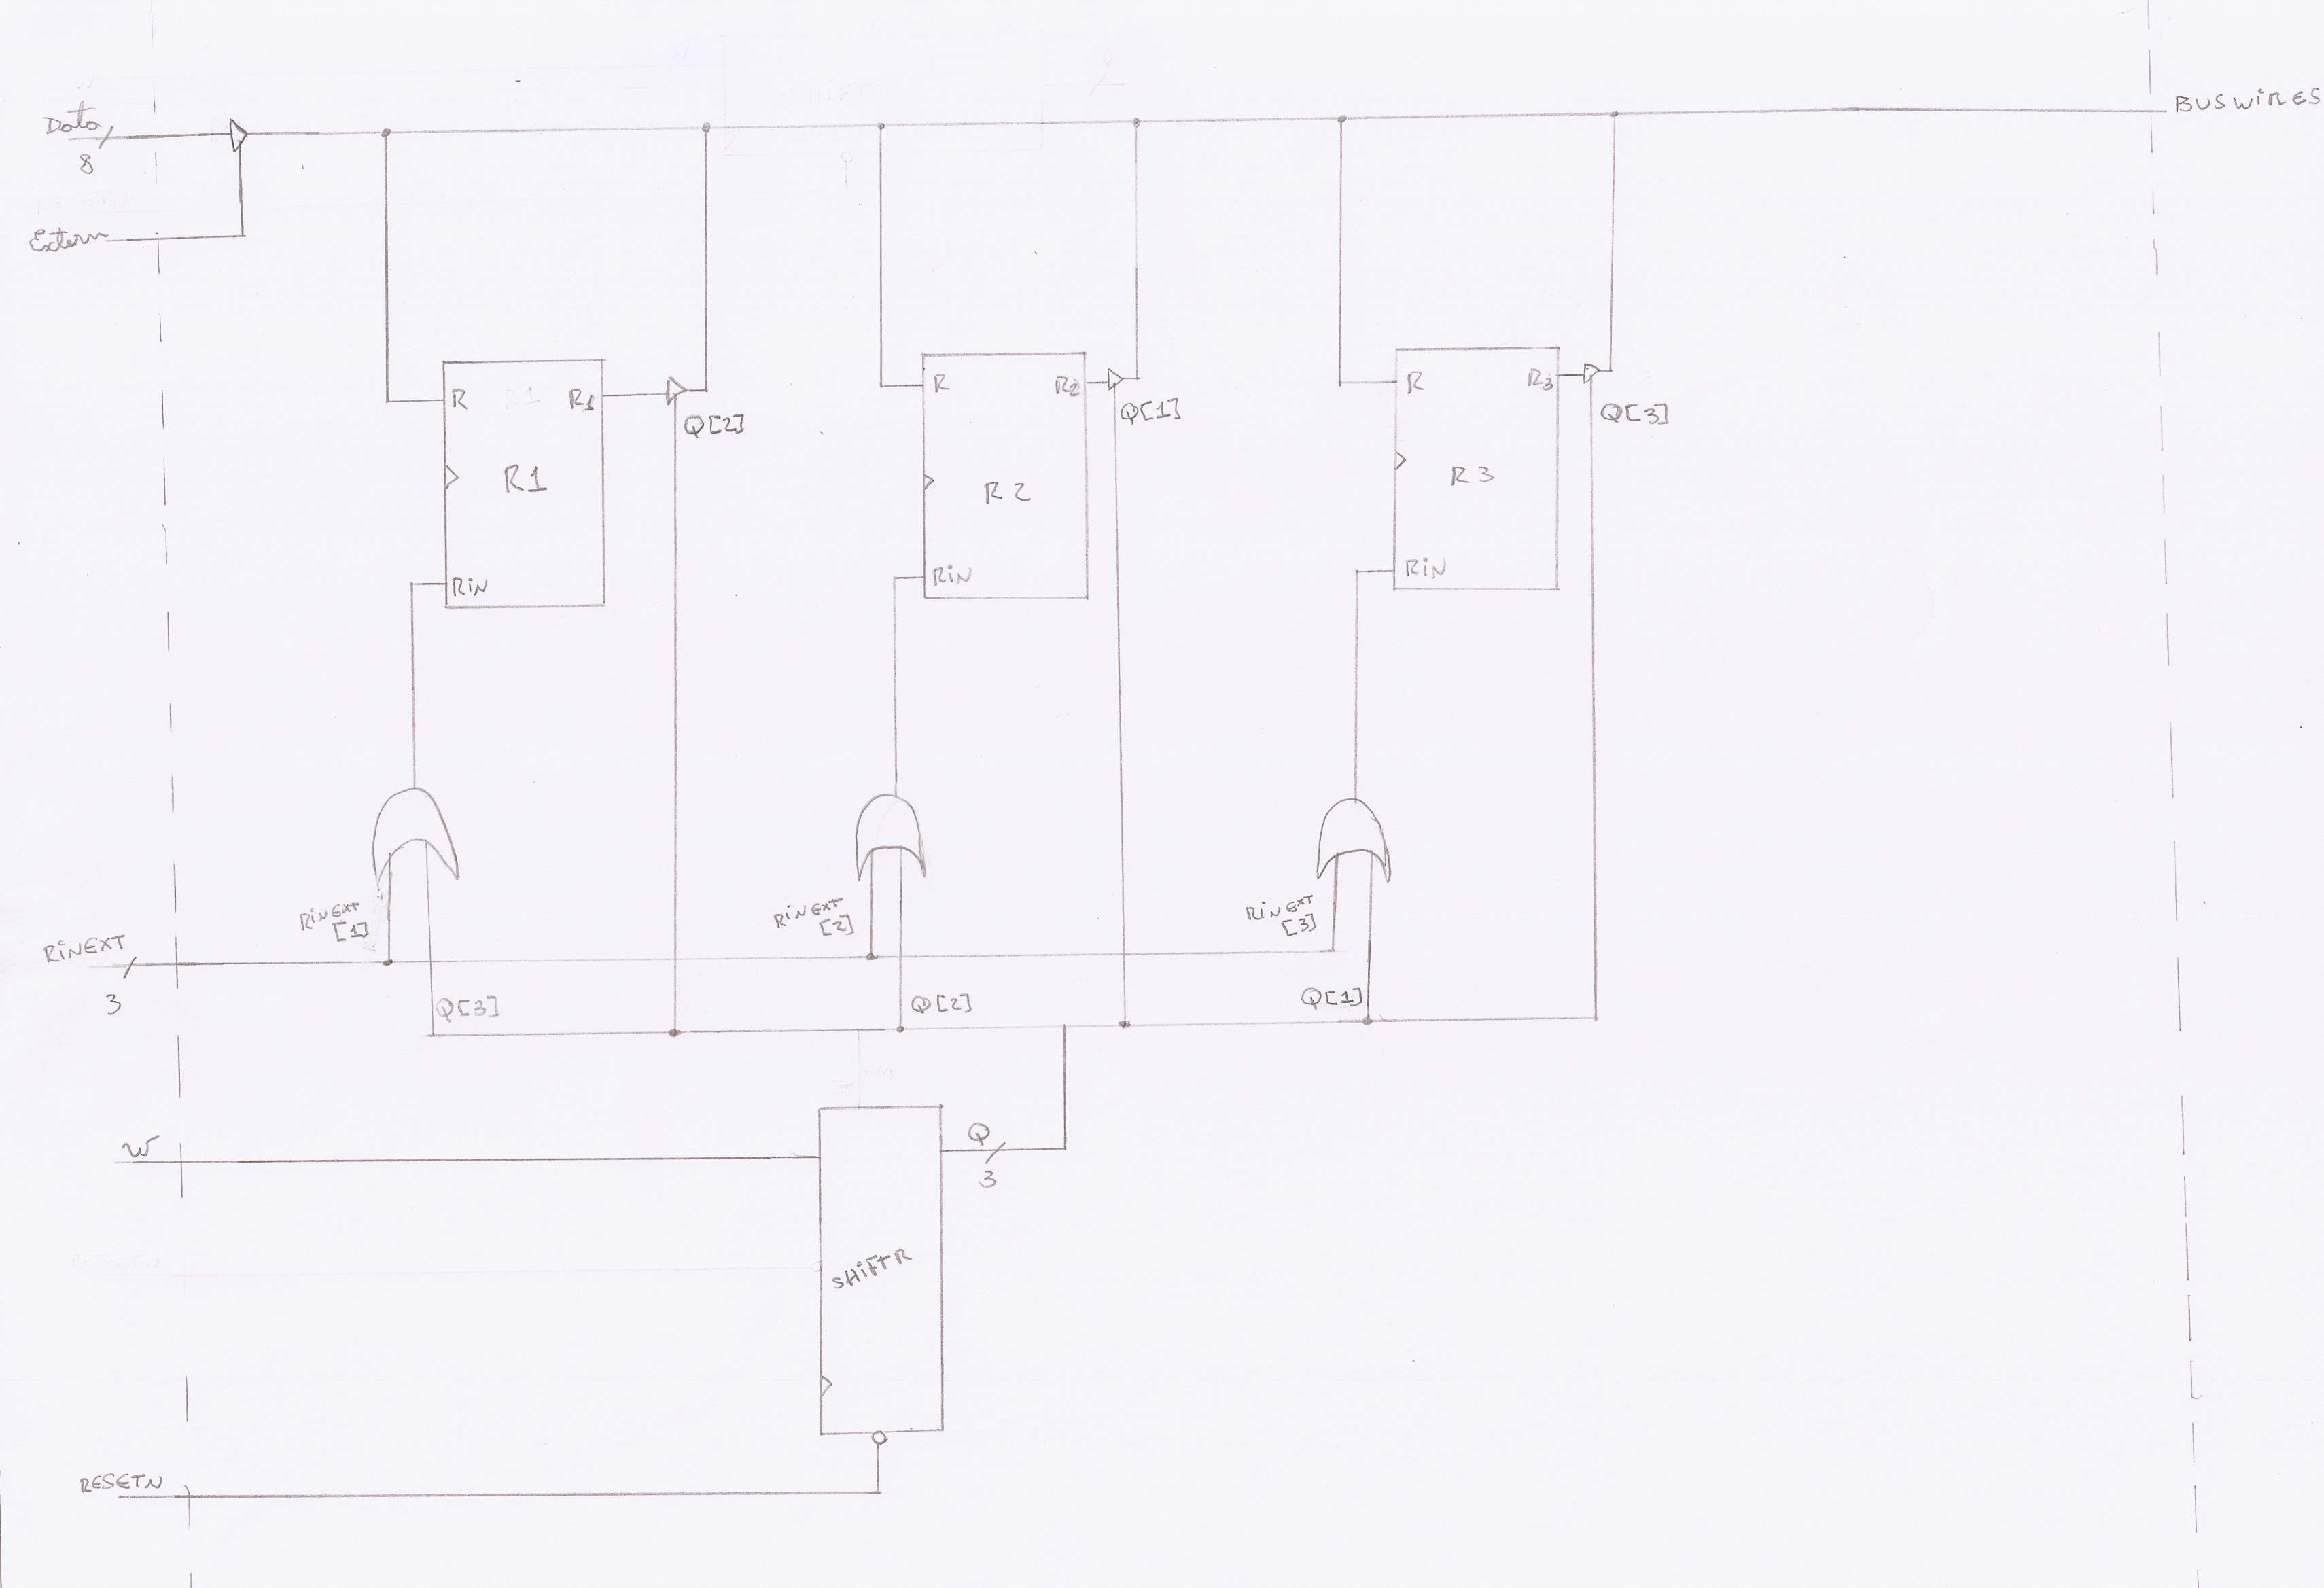 Data
8
BUSWIRES
Extern
R
R1
Q[2]
R1
RiN
R
R2
Q[1]
R2
RiN
R
R3
Q[3]
R3
RiN
RiNEXT
[1]
RiNEXT
[2]
RiNEXT
[3]
RiNEXT
3
Q[3]
Q[2]
Q[1]
W
Q
3
SHiFTR
RESETN